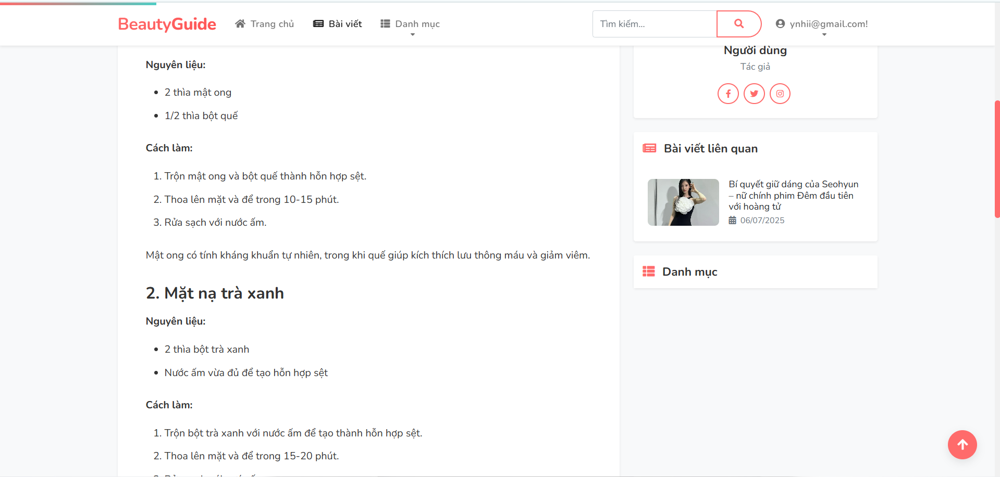 BeautyGuide
Trang chủ
Bài viết
Danh mục
Tìm kiếm...
ynhii@gmail.com!
Nguyên liệu:
2 thìa mật ong
1/2 thìa bột quế
Cách làm:
1. Trộn mật ong và bột quế thành hỗn hợp sệt.
2. Thoa lên mặt và để trong 10-15 phút.
3. Rửa sạch với nước ấm.
Mật ong có tính kháng khuẩn tự nhiên, trong khi quế giúp kích thích lưu thông máu và giảm viêm.
2. Mặt nạ trà xanh
Nguyên liệu:
2 thìa bột trà xanh
Nước ấm vừa đủ để tạo hỗn hợp sệt
Cách làm:
1. Trộn bột trà xanh với nước ấm để tạo thành hỗn hợp sệt.
2. Thoa lên mặt và để trong 15-20 phút.
Người dùng
Tác giả
Bài viết liên quan
Bí quyết giữ dáng của Seohyun
– nữ chính phim Đêm đầu tiên
với hoàng tử
06/07/2025
Danh mục